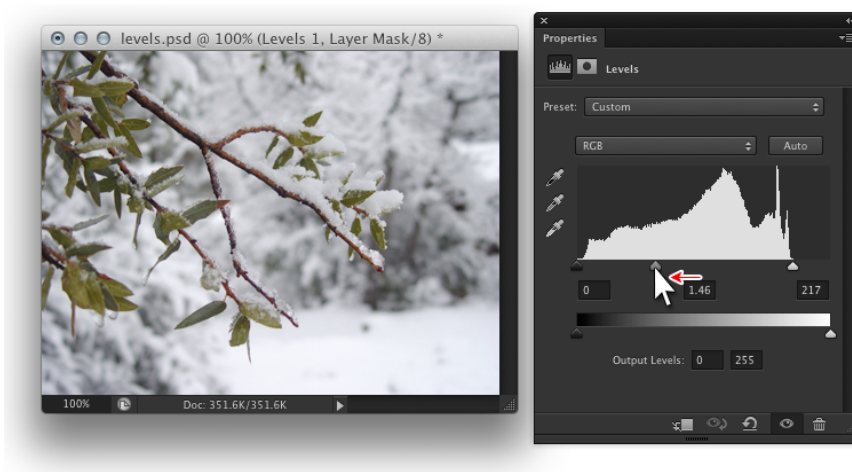 levels.psd @ 100% (Levels 1, Layer Mask/8) *
100%
Doc: 351.6K/351.6K
Properties
Levels
Preset: Custom
RGB
Auto
0 1.46 217
Output Levels: 0 255